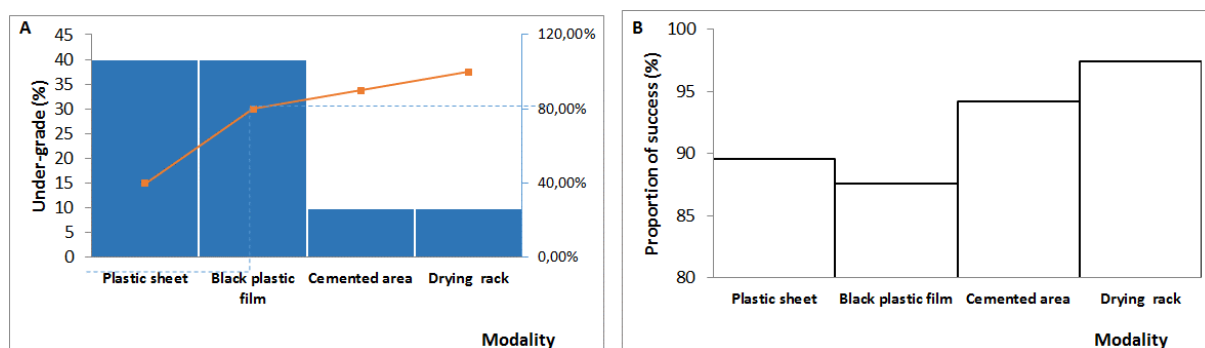 A
Under-grade (%)
45
40
35
30
25
20
15
10
5
0
120,00%
80,00%
40,00%
0,00%
Plastic sheet
Black plastic
film
Cemented area
Drying rack
Modality
B
Proportion of success (%)
100
95
90
85
80
Plastic sheet
Black plastic film
Cemented area
Drying rack
Modality